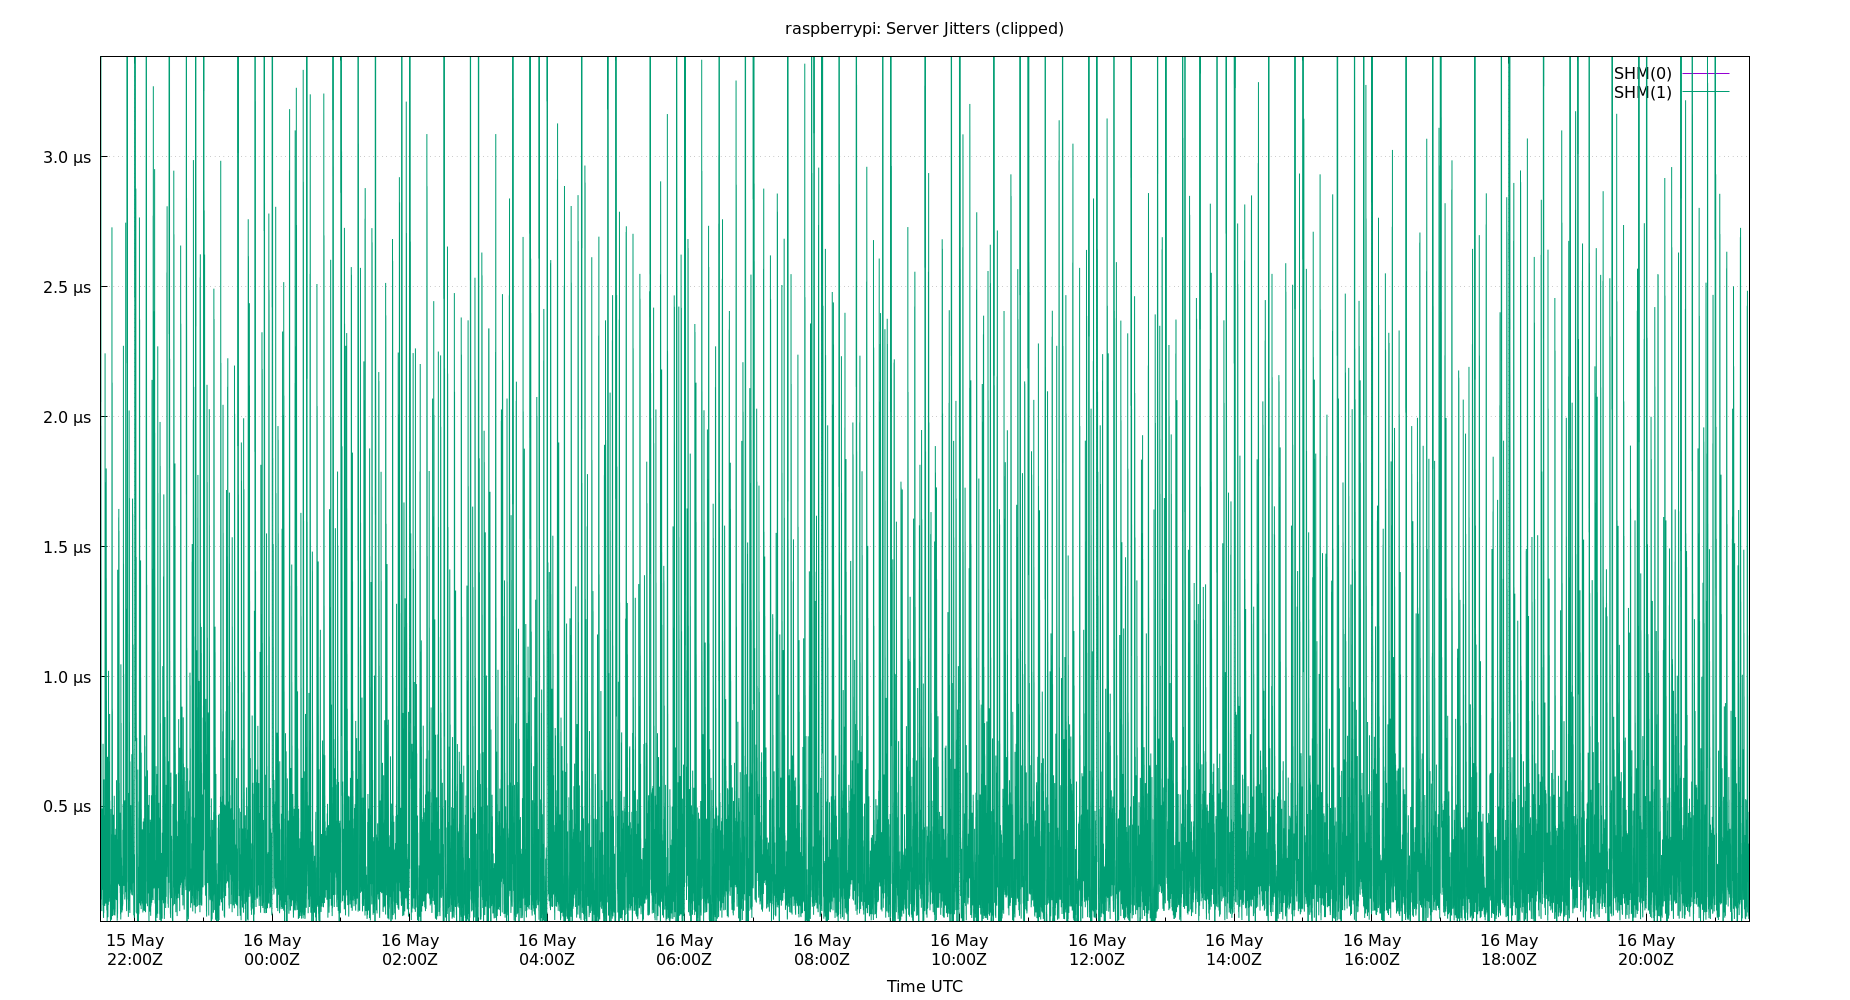 raspberrypi: Server Jitters (clipped)
SHM(0)
SHM(1)
3.0 µs
2.5 µs
2.0 µs
1.5 µs
1.0 µs
0.5 µs
15 May 16 May 16 May 16 May 16 May 16 May 16 May 16 May 16 May 16 May 16 May 16 May
22:00Z 00:00Z 02:00Z 04:00Z 06:00Z 08:00Z 10:00Z 12:00Z 14:00Z 16:00Z 18:00Z 20:00Z
Time UTC